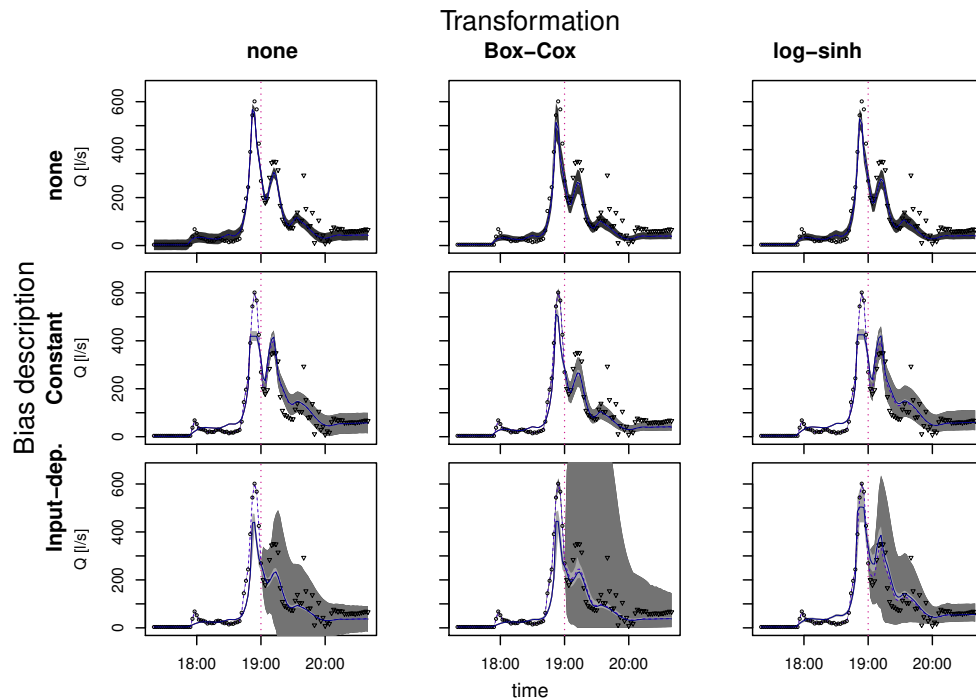 Transformation
none
Box−Cox
log−sinh
Bias description
none
Q [l/s]
0
200
400
600
Constant
Q [l/s]
0
200
400
600
Input−dep.
Q [l/s]
0
200
400
600
18:00 19:00 20:00
18:00 19:00 20:00
18:00 19:00 20:00
time